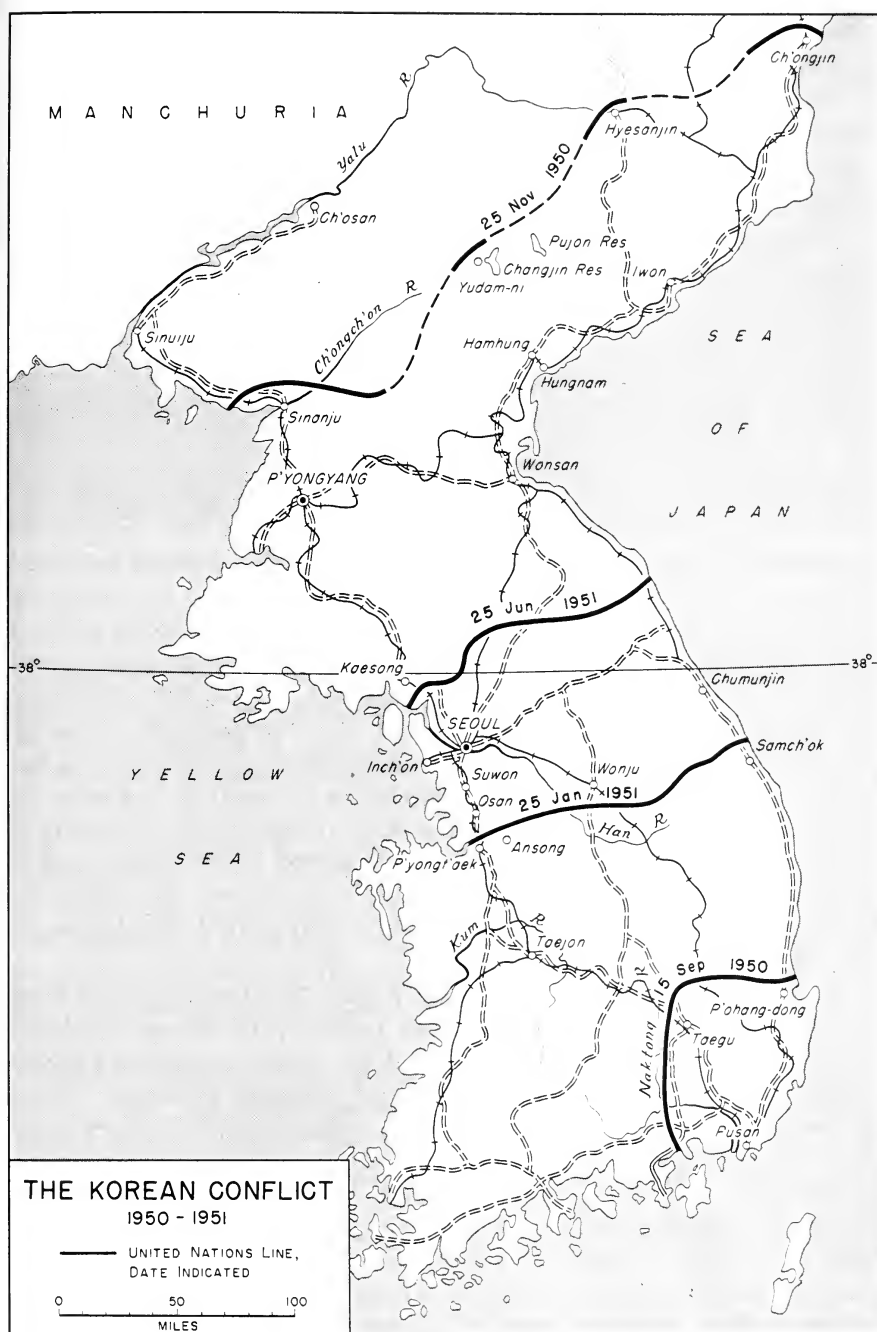 Ch'ongjin
MANCHURIA
Yalu R
Hyesanjin
25 Nov 1950
Ch'osan
Pujon Res
Changjin Res
Yudam-ni
Iwon
Ch'ongch'on R
Sinuiju
Hamhung
Hungnam
SEA
OF
JAPAN
Sinanju
Wonsan
P'YONGYANG
25 Jun 1951
38°
38°
Kaesong
Chumunjin
SEOUL
Inch'on
Samch'ok
YELLOW
SEA
Suwon
Wonju
Osan
25 Jan 1951
Han R
Ansong
P'yongt'aek
Kum R
Taejon
15 Sep 1950
Naktong R
P'ohang-dong
Taegu
Pusan
THE KOREAN CONFLICT
1950 - 1951
UNITED NATIONS LINE,
DATE INDICATED
0 50 100
MILES